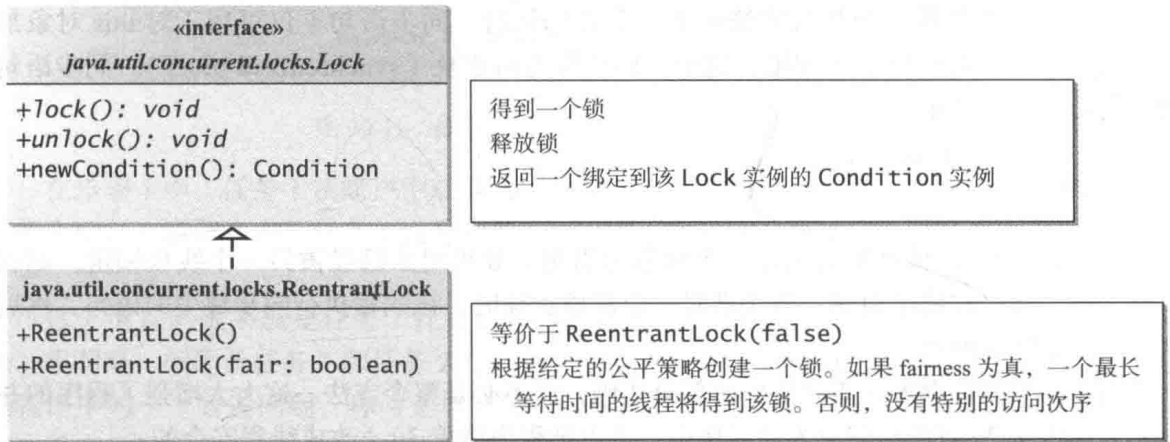 «interface»
java.util.concurrent.locks.Lock
+lock(): void
+unlock(): void
+newCondition(): Condition
得到一个锁
释放锁
返回一个绑定到该 Lock 实例的 Condition 实例
java.util.concurrent.locks.ReentrantLock
+ReentrantLock()
+ReentrantLock(fair: boolean)
等价于 ReentrantLock(false)
根据给定的公平策略创建一个锁。如果 fairness 为真，一个最长
等待时间的线程将得到该锁。否则，没有特别的访问次序